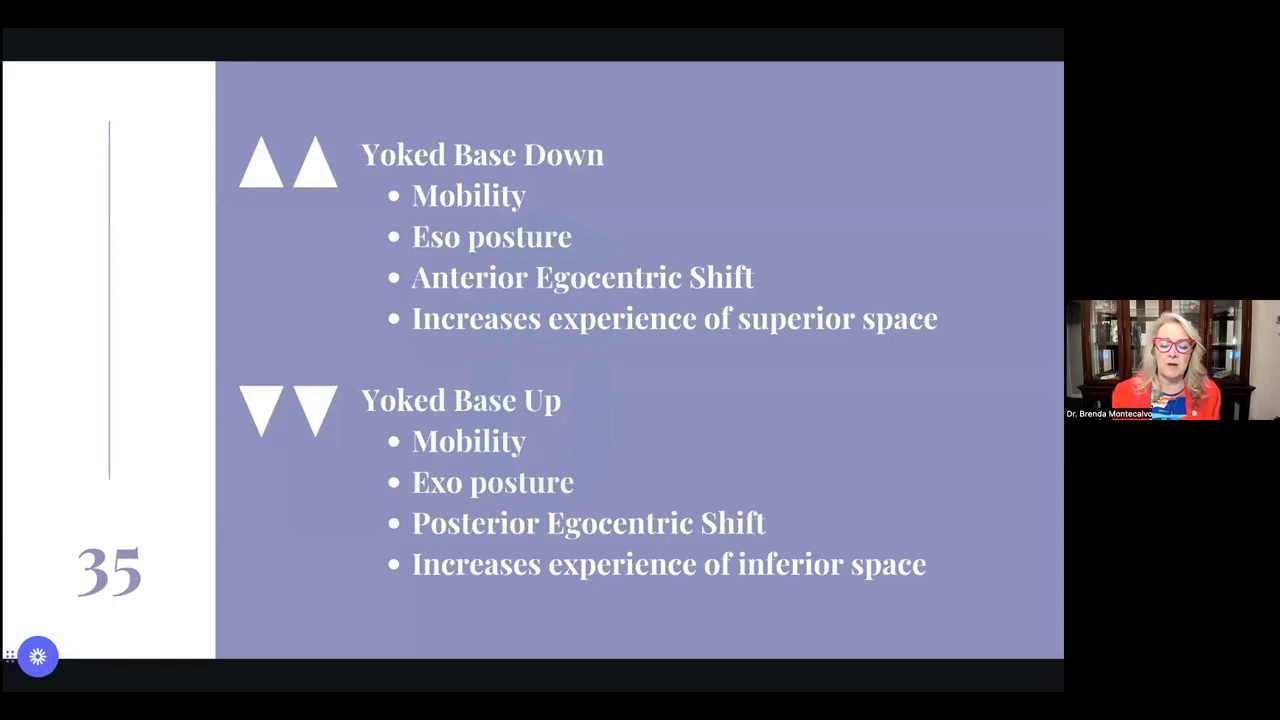 Yoked Base Down
• Mobility
• Eso posture
• Anterior Egocentric Shift
• Increases experience of superior space
Yoked Base Up
• Mobility
• Exo posture
• Posterior Egocentric Shift
• Increases experience of inferior space
35
Dr. Brenda Montecalvo